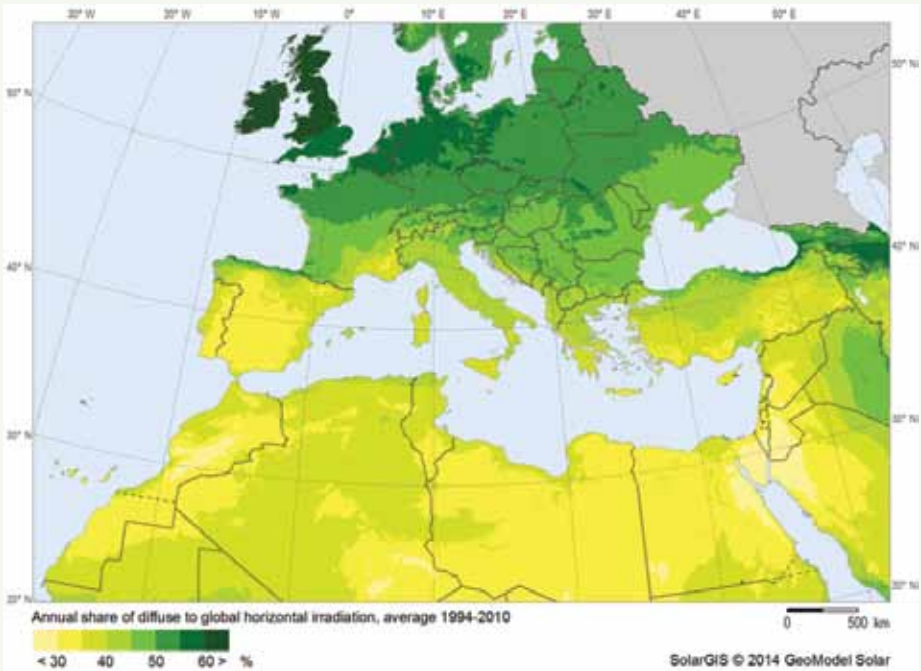 30° W 20° W 10° W 0° 10° E 20° E 30° E 40° E 50° E
50° N 50° N
40° N 40° N
30° N 30° N
20° N 20° N
Annual share of diffuse to global horizontal irradiation, average 1994-2010
< 30 40 50 60 > %
0 500 km
SolarGIS © 2014 GeoModel Solar